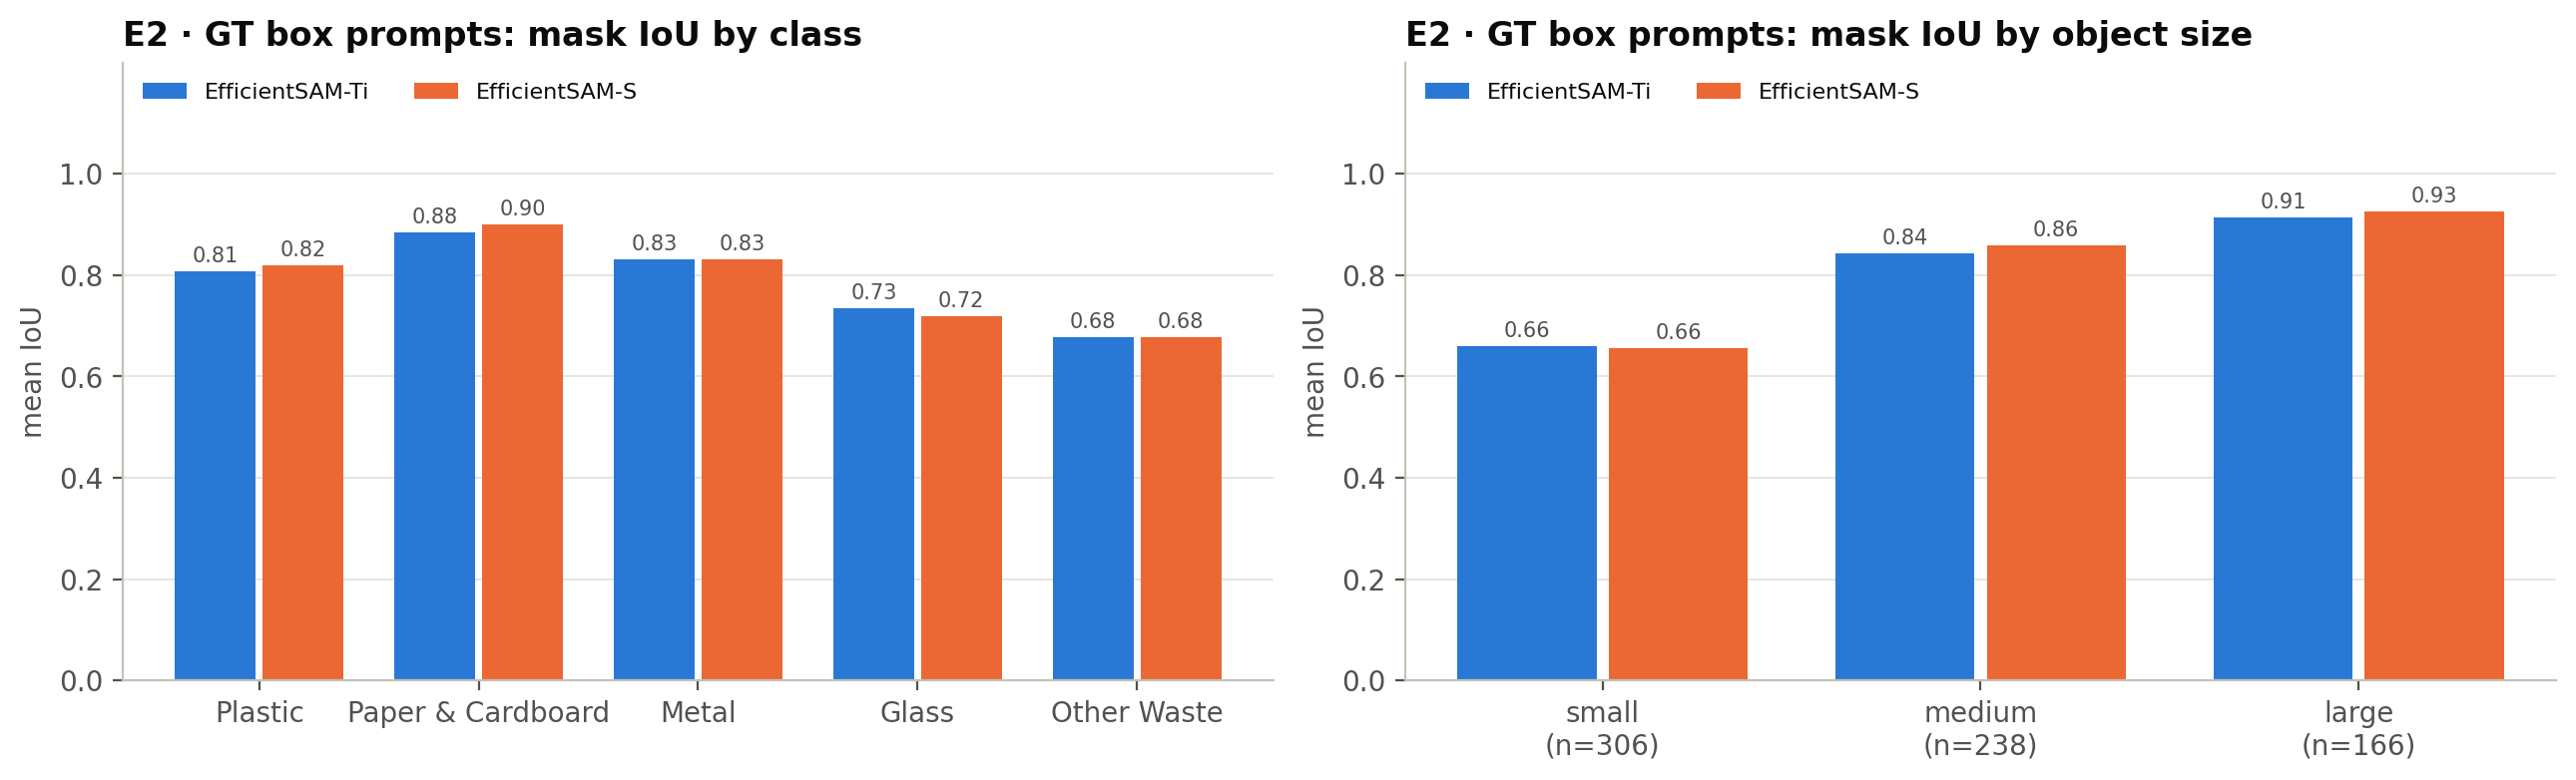 E2 · GT box prompts: mask IoU by class
EfficientSAM-Ti EfficientSAM-S
mean IoU
1.0
0.8
0.6
0.4
0.2
0.0
0.81 0.82 0.88 0.90 0.83 0.83 0.73 0.72 0.68 0.68
Plastic Paper & Cardboard Metal Glass Other Waste
E2 · GT box prompts: mask IoU by object size
EfficientSAM-Ti EfficientSAM-S
mean IoU
1.0
0.8
0.6
0.4
0.2
0.0
0.66 0.66 0.84 0.86 0.91 0.93
small medium large
(n=306) (n=238) (n=166)